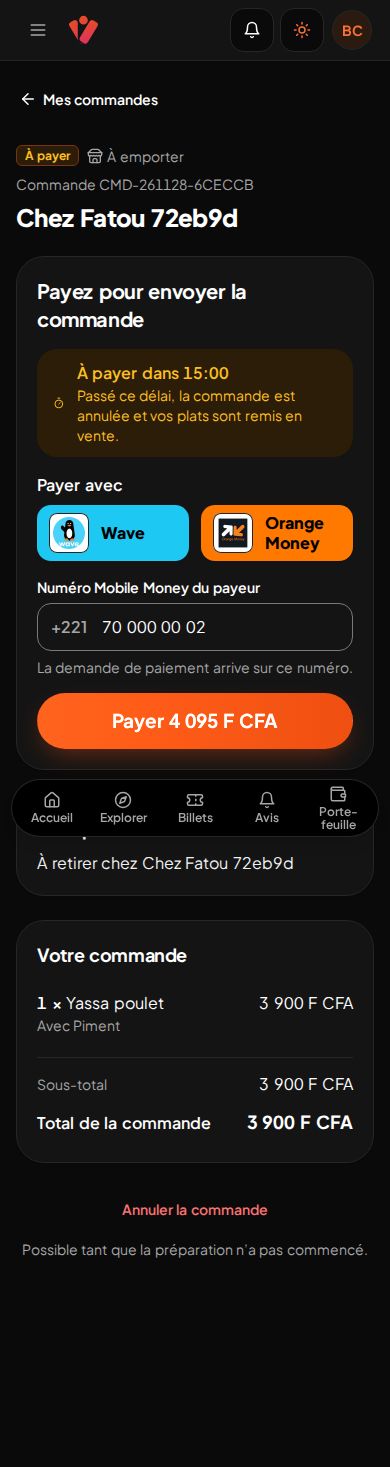 BC
Mes commandes
À payer À emporter
Commande CMD-261128-6CECCB
Chez Fatou 72eb9d
Payez pour envoyer la
commande
À payer dans 15:00
Passé ce délai, la commande est
annulée et vos plats sont remis en
vente.
Payer avec
Wave
Orange
Money
Numéro Mobile Money du payeur
+221 70 000 00 02
La demande de paiement arrive sur ce numéro.
Payer 4 095 F CFA
Accueil Explorer Billets Avis Porte-
feuille
À retirer chez Chez Fatou 72eb9d
Votre commande
1 × Yassa poulet 3 900 F CFA
Avec Piment
Sous-total 3 900 F CFA
Total de la commande 3 900 F CFA
Annuler la commande
Possible tant que la préparation n'a pas commencé.